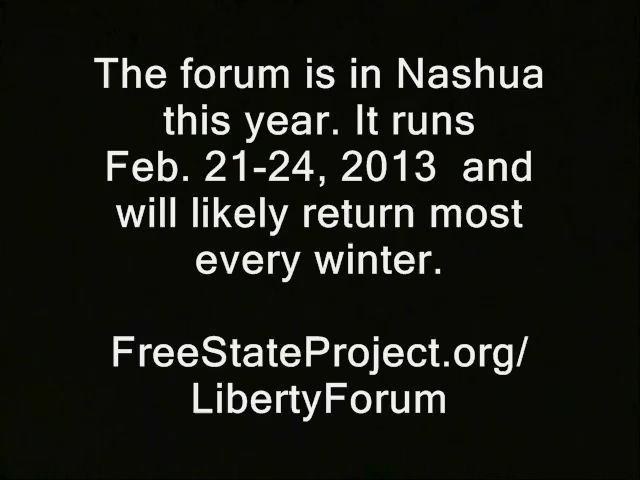 The forum is in Nashua
this year. It runs
Feb. 21-24, 2013  and
will likely return most
every winter.
FreeStateProject.org/
LibertyForum